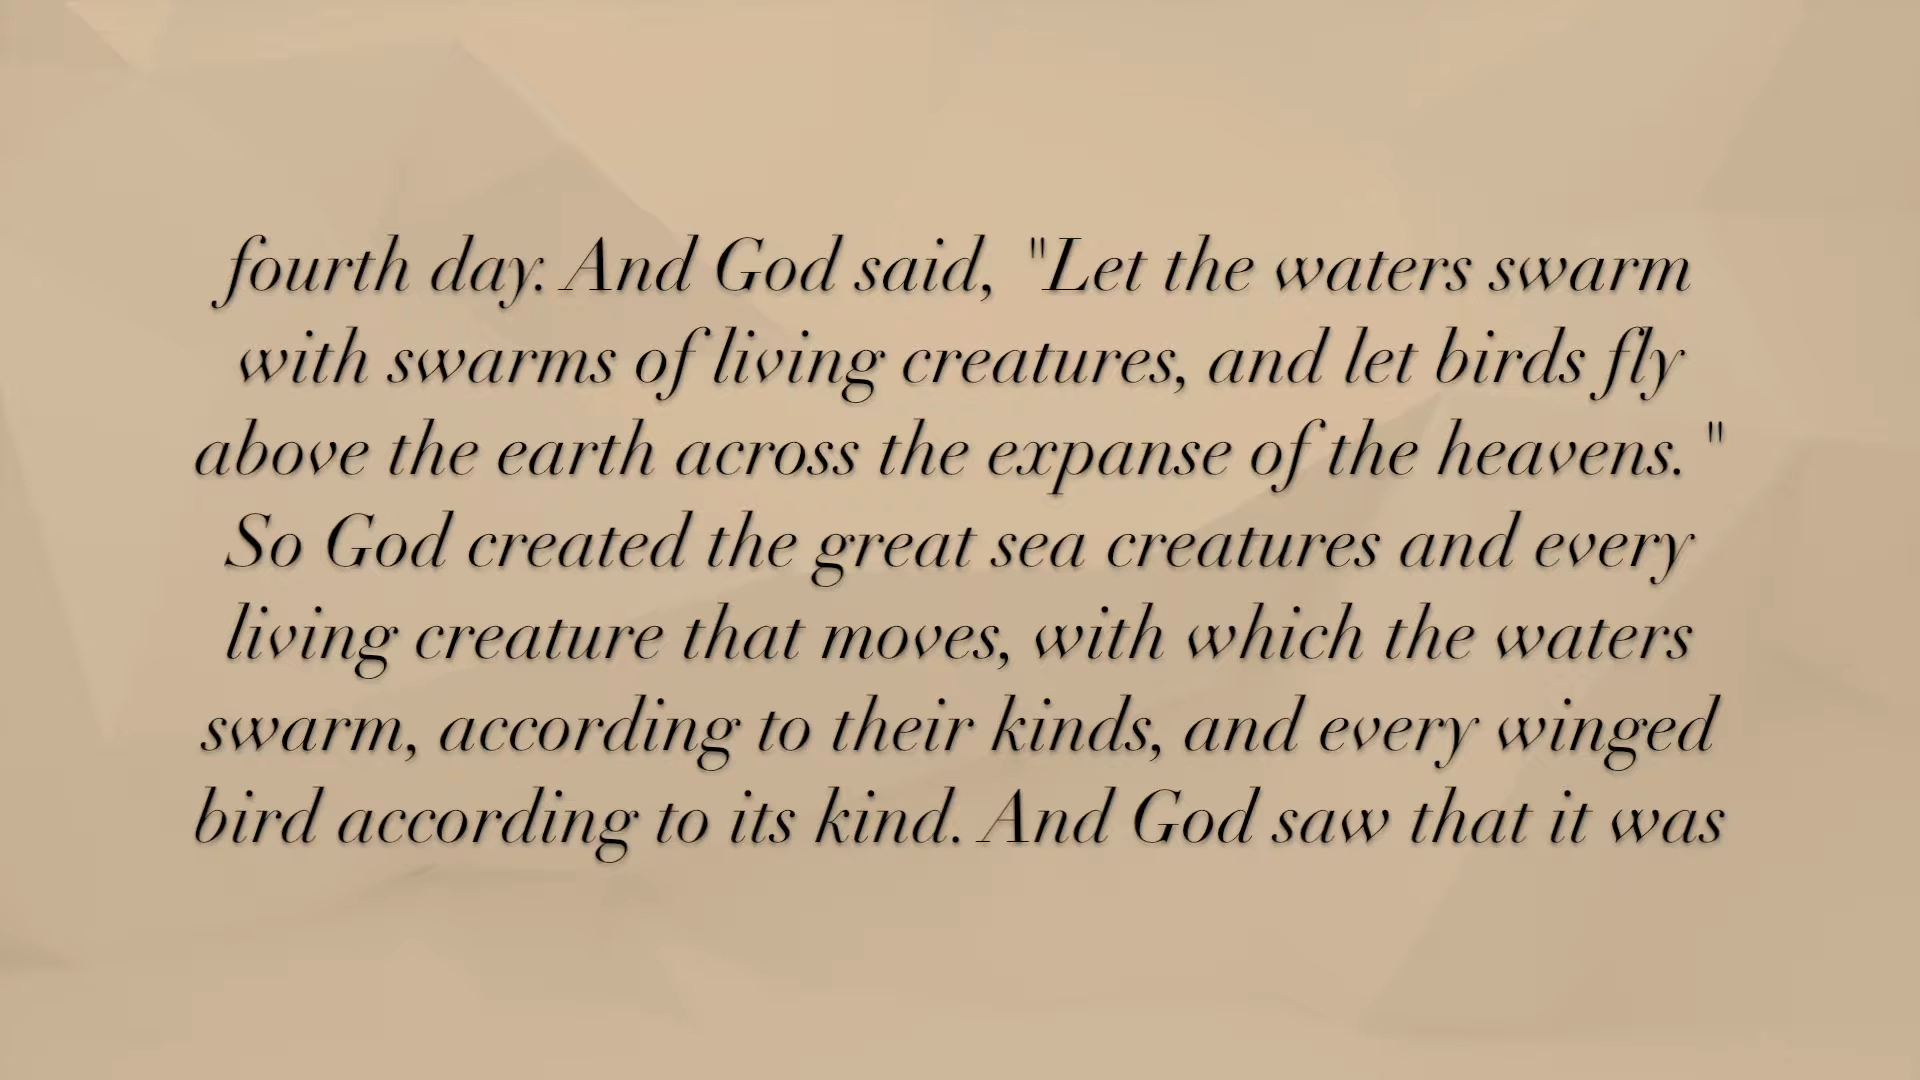 fourth day. And God said, "Let the waters swarm
with swarms of living creatures, and let birds fly
above the earth across the expanse of the heavens. "
So God created the great sea creatures and every
living creature that moves, with which the waters
swarm, according to their kinds, and every winged
bird according to its kind. And God saw that it was